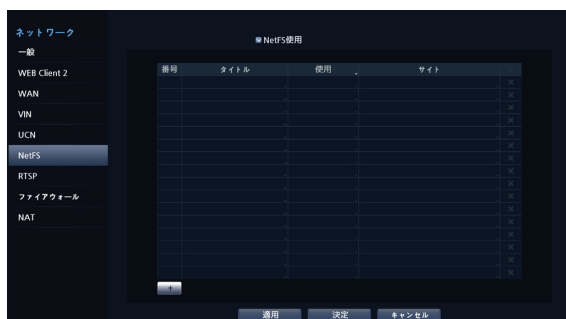 ネットワーク
一般
WEB Client 2
WAN
VIN
UCN
NetFS
RTSP
ファイアウォール
NAT
NetFS使用
番号 タイトル 使用 サイト
+
適用 決定 キャンセル